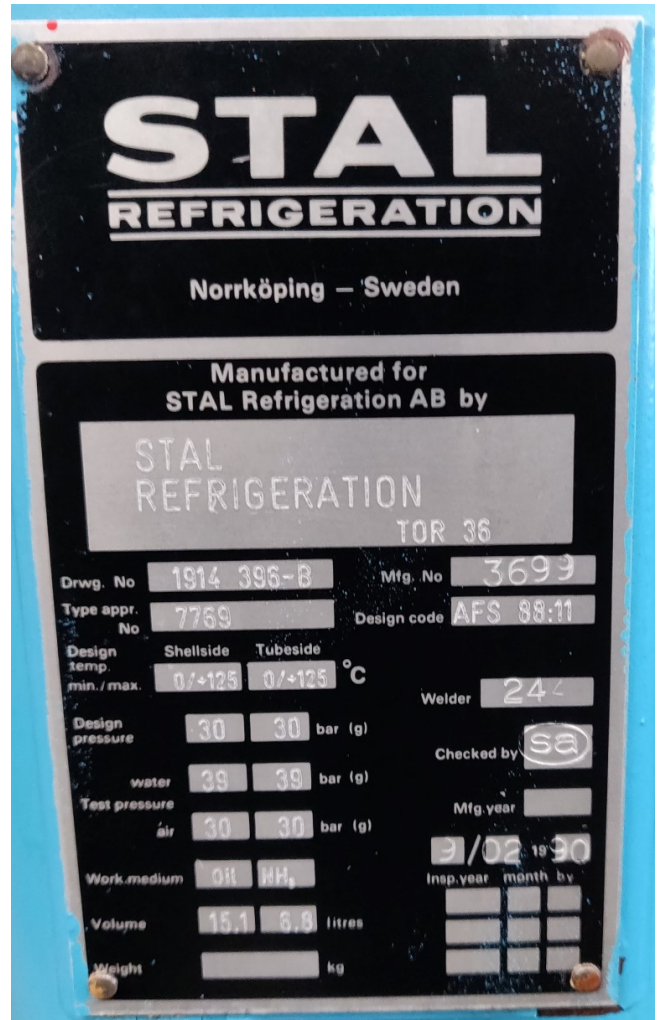 STAL
REFRIGERATION
Norrköping – Sweden
Manufactured for
STAL Refrigeration AB by
STAL
REFRIGERATION
TOR 36
Drwg. No 1914 396-B Mfg. No 3699
Type appr. No 7769 Design code AFS 88:11
Design temp. min./max. Shellside Tubeside
0/+125 0/+125 °C
Welder
Design pressure 30 30 bar (g)
Checked by sa
water 39 39 bar (g)
Test pressure
Mfg.year
air 30 30 bar (g)
9/02 1990
Work.medium Oil NH₃
Insp.year month by
Volume 15.1 6.8 litres
Weight kg